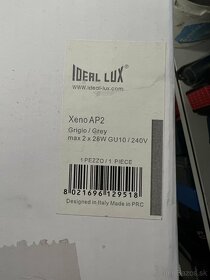 IDEAL LUX
www.ideal-lux.com
Xeno AP2
Grigio / Grey
max 2 x 28W GU10 / 240V
1 PEZZO / 1 PIECE
8 021696 129518
Designed in Italy Made in PRC